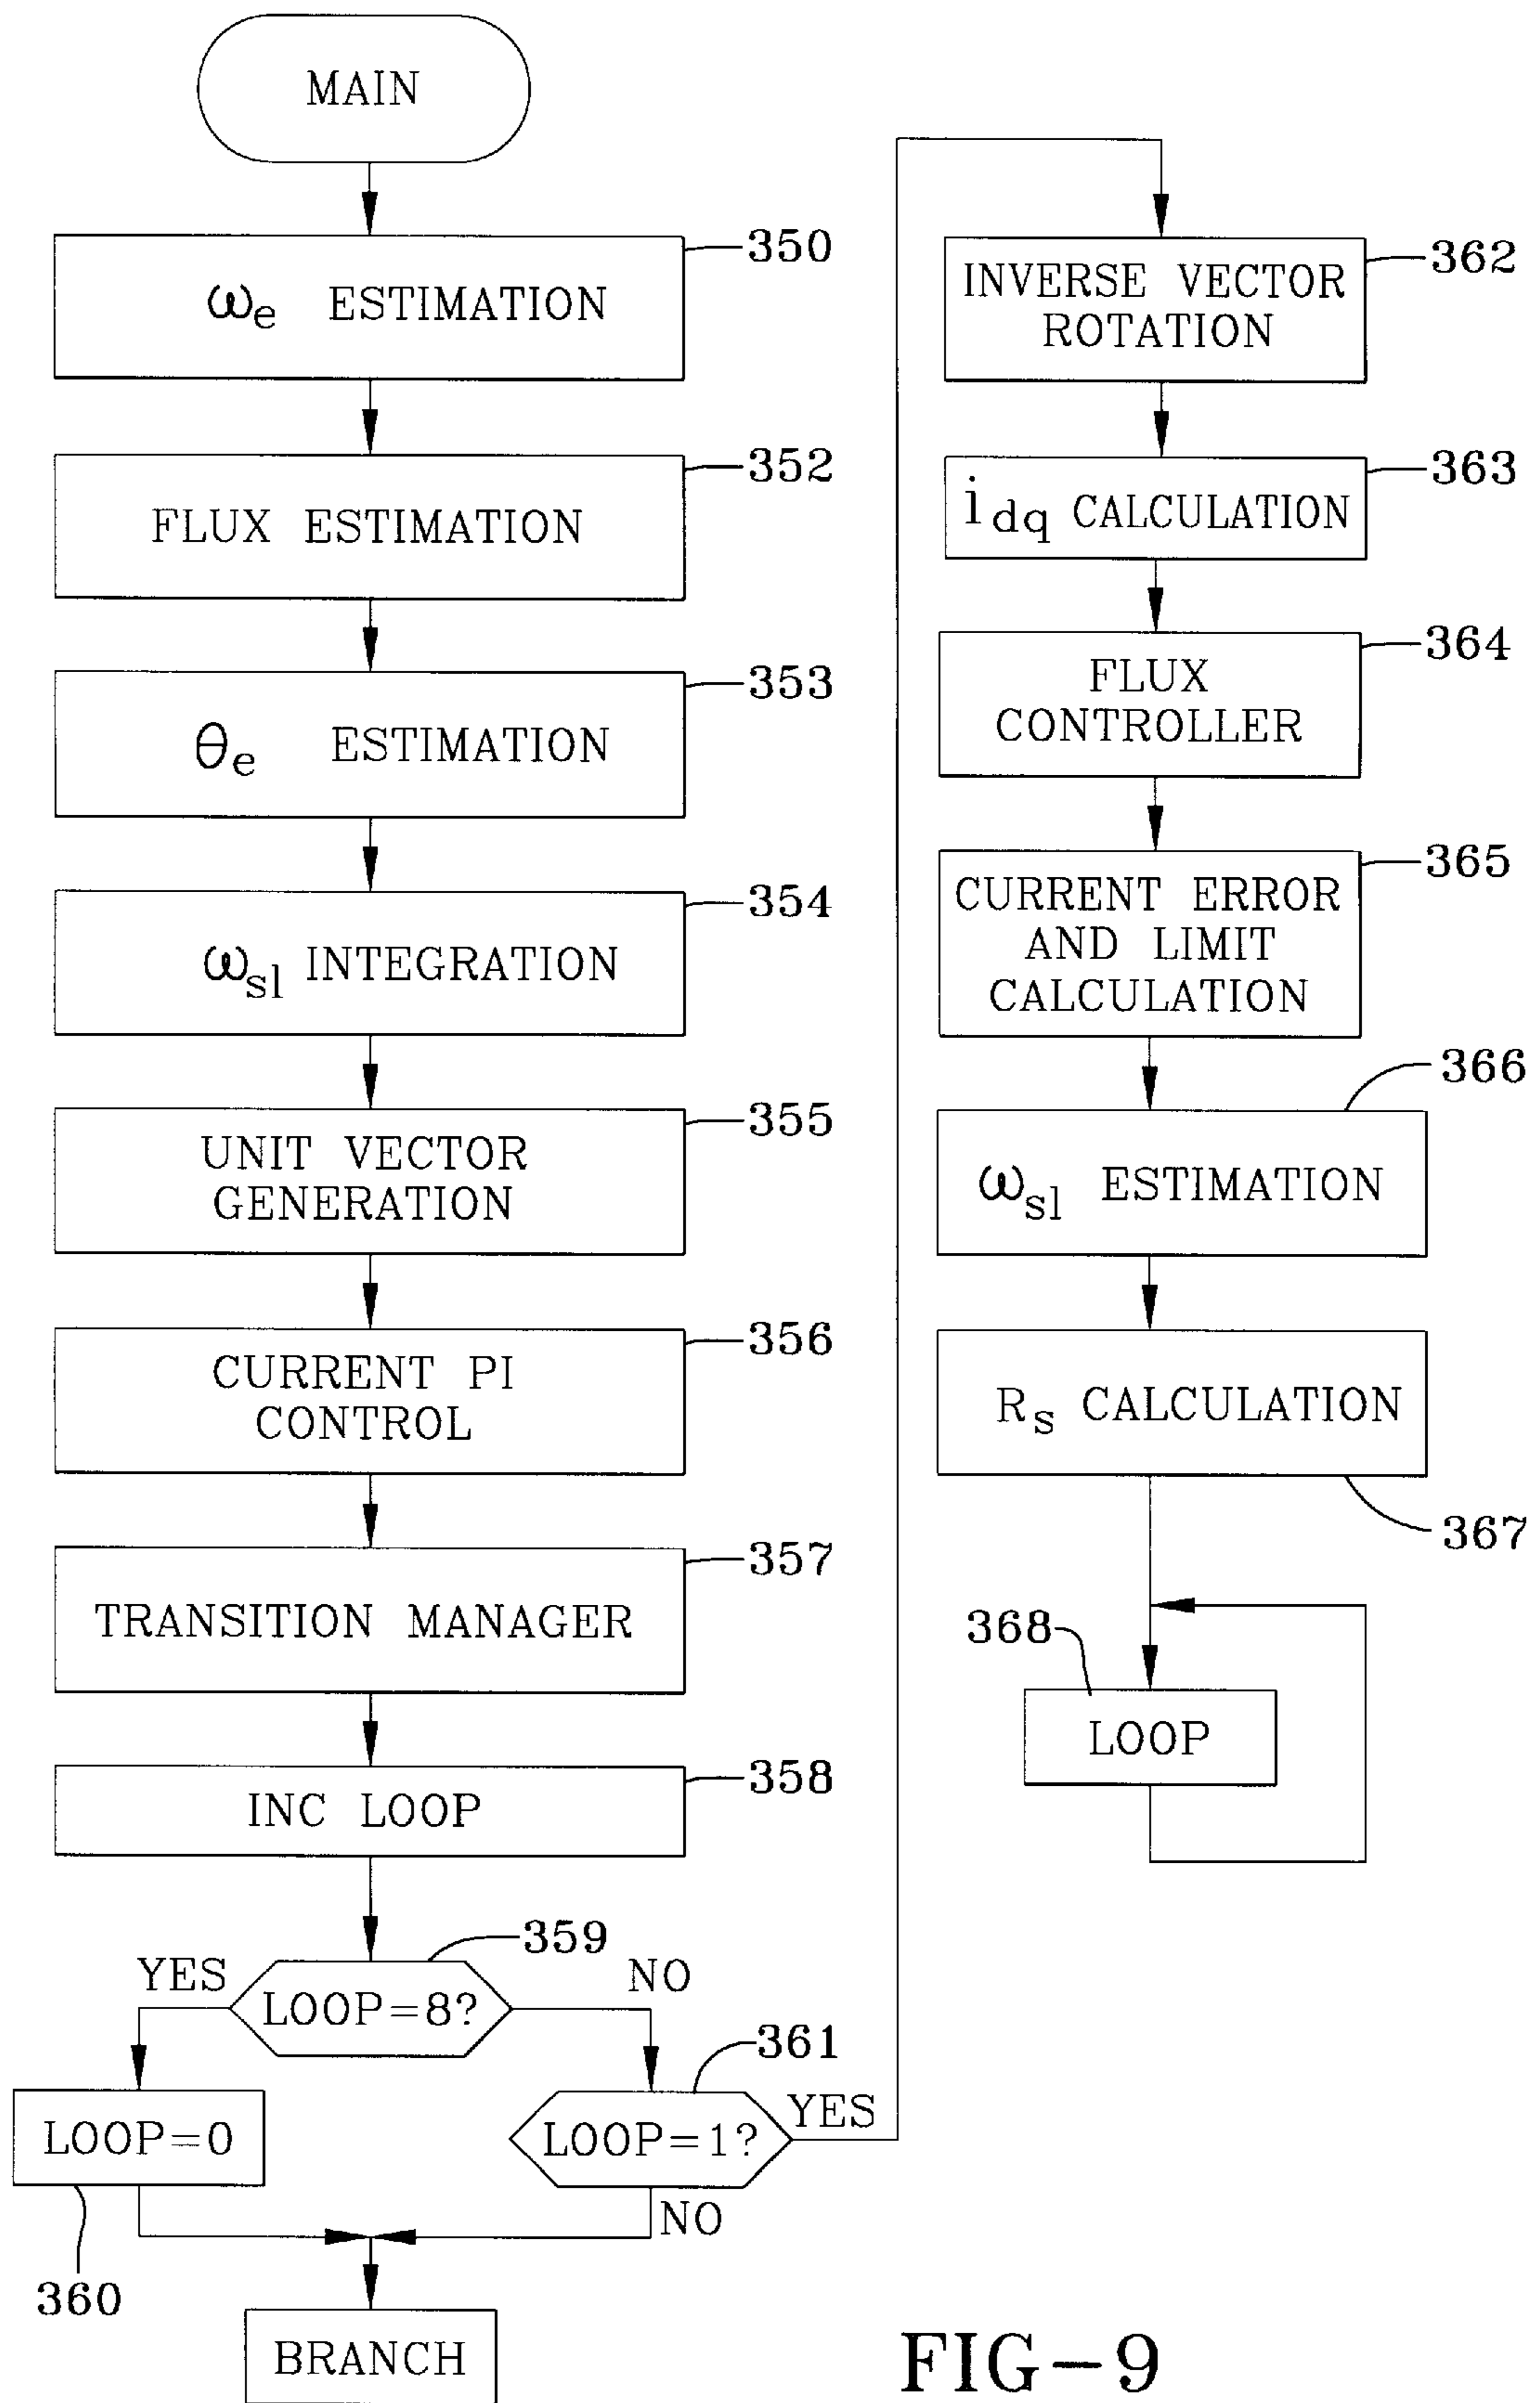 MAIN
350
ωe ESTIMATION
352
FLUX ESTIMATION
353
θe ESTIMATION
354
ωsl INTEGRATION
355
UNIT VECTOR
GENERATION
356
CURRENT PI
CONTROL
357
TRANSITION MANAGER
358
INC LOOP
359
YES
NO
LOOP=8?
361
LOOP=0
LOOP=1?
YES
NO
360
BRANCH
362
INVERSE VECTOR
ROTATION
363
idq CALCULATION
364
FLUX
CONTROLLER
365
CURRENT ERROR
AND LIMIT
CALCULATION
366
ωsl ESTIMATION
Rs CALCULATION
367
368
LOOP
FIG-9